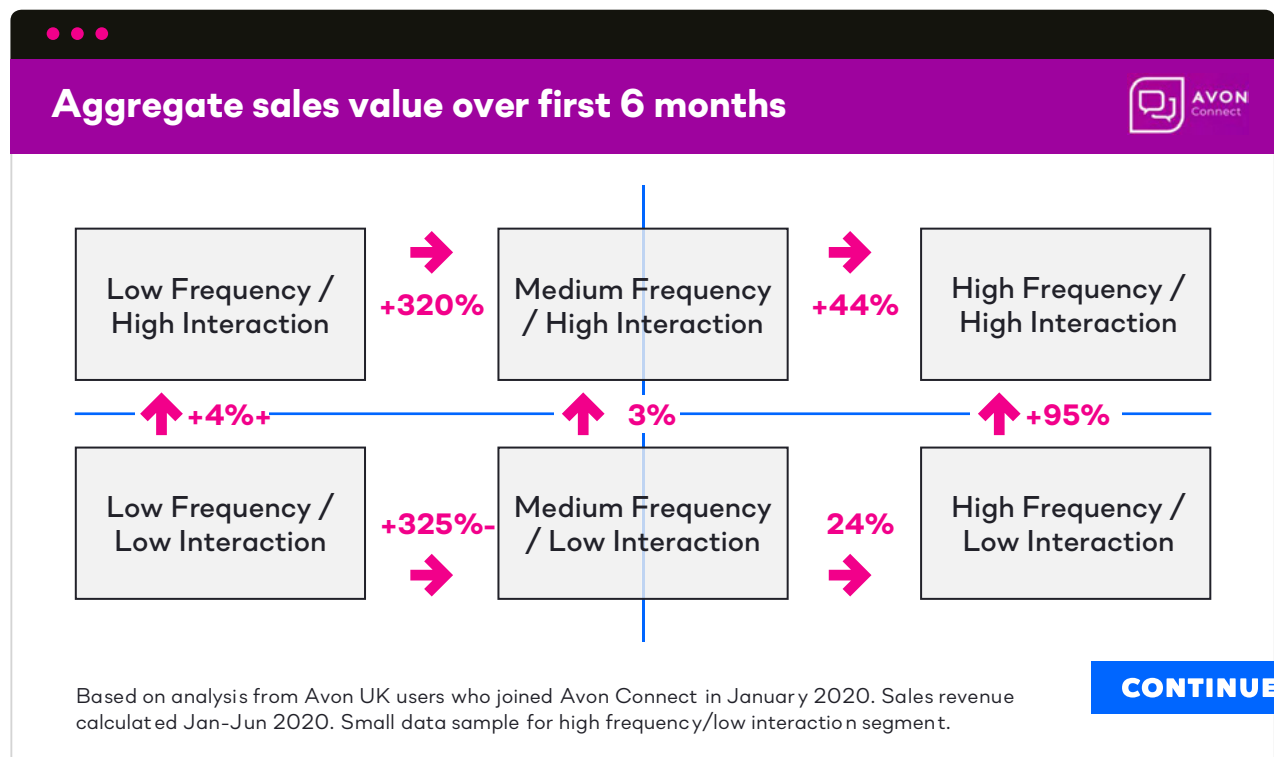 Aggregate sales value over first 6 months
AVON
Connect
Low Frequency /
High Interaction
+320%
Medium Frequency
/ High Interaction
+44%
High Frequency /
High Interaction
+4%+
3%
+95%
Low Frequency /
Low Interaction
+325%-
Medium Frequency
/ Low Interaction
24%
High Frequency /
Low Interaction
Based on analysis from Avon UK users who joined Avon Connect in January 2020. Sales revenue
calculated Jan-Jun 2020. Small data sample for high frequency/low interaction segment.
CONTINUE